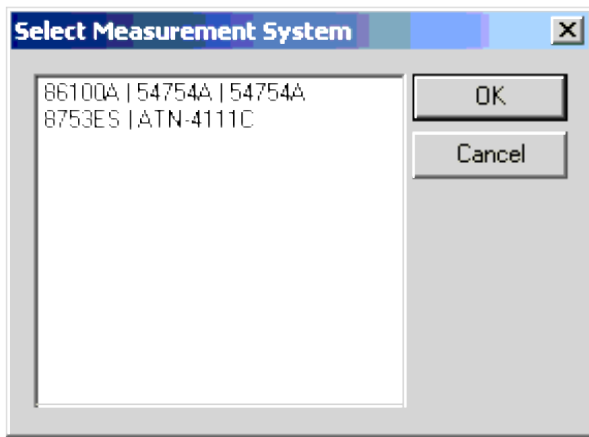 Select Measurement System
86100A | 54754A | 54754A
8753ES | ATN-4111C
OK
Cancel